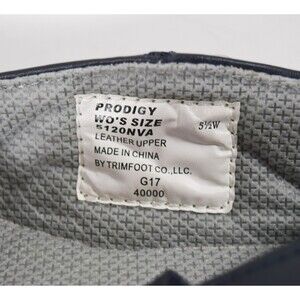 PRODIGY
WO'S SIZE 5½W
5120NVA
LEATHER UPPER
MADE IN CHINA
BY TRIMFOOT CO., LLC.
G17
40000